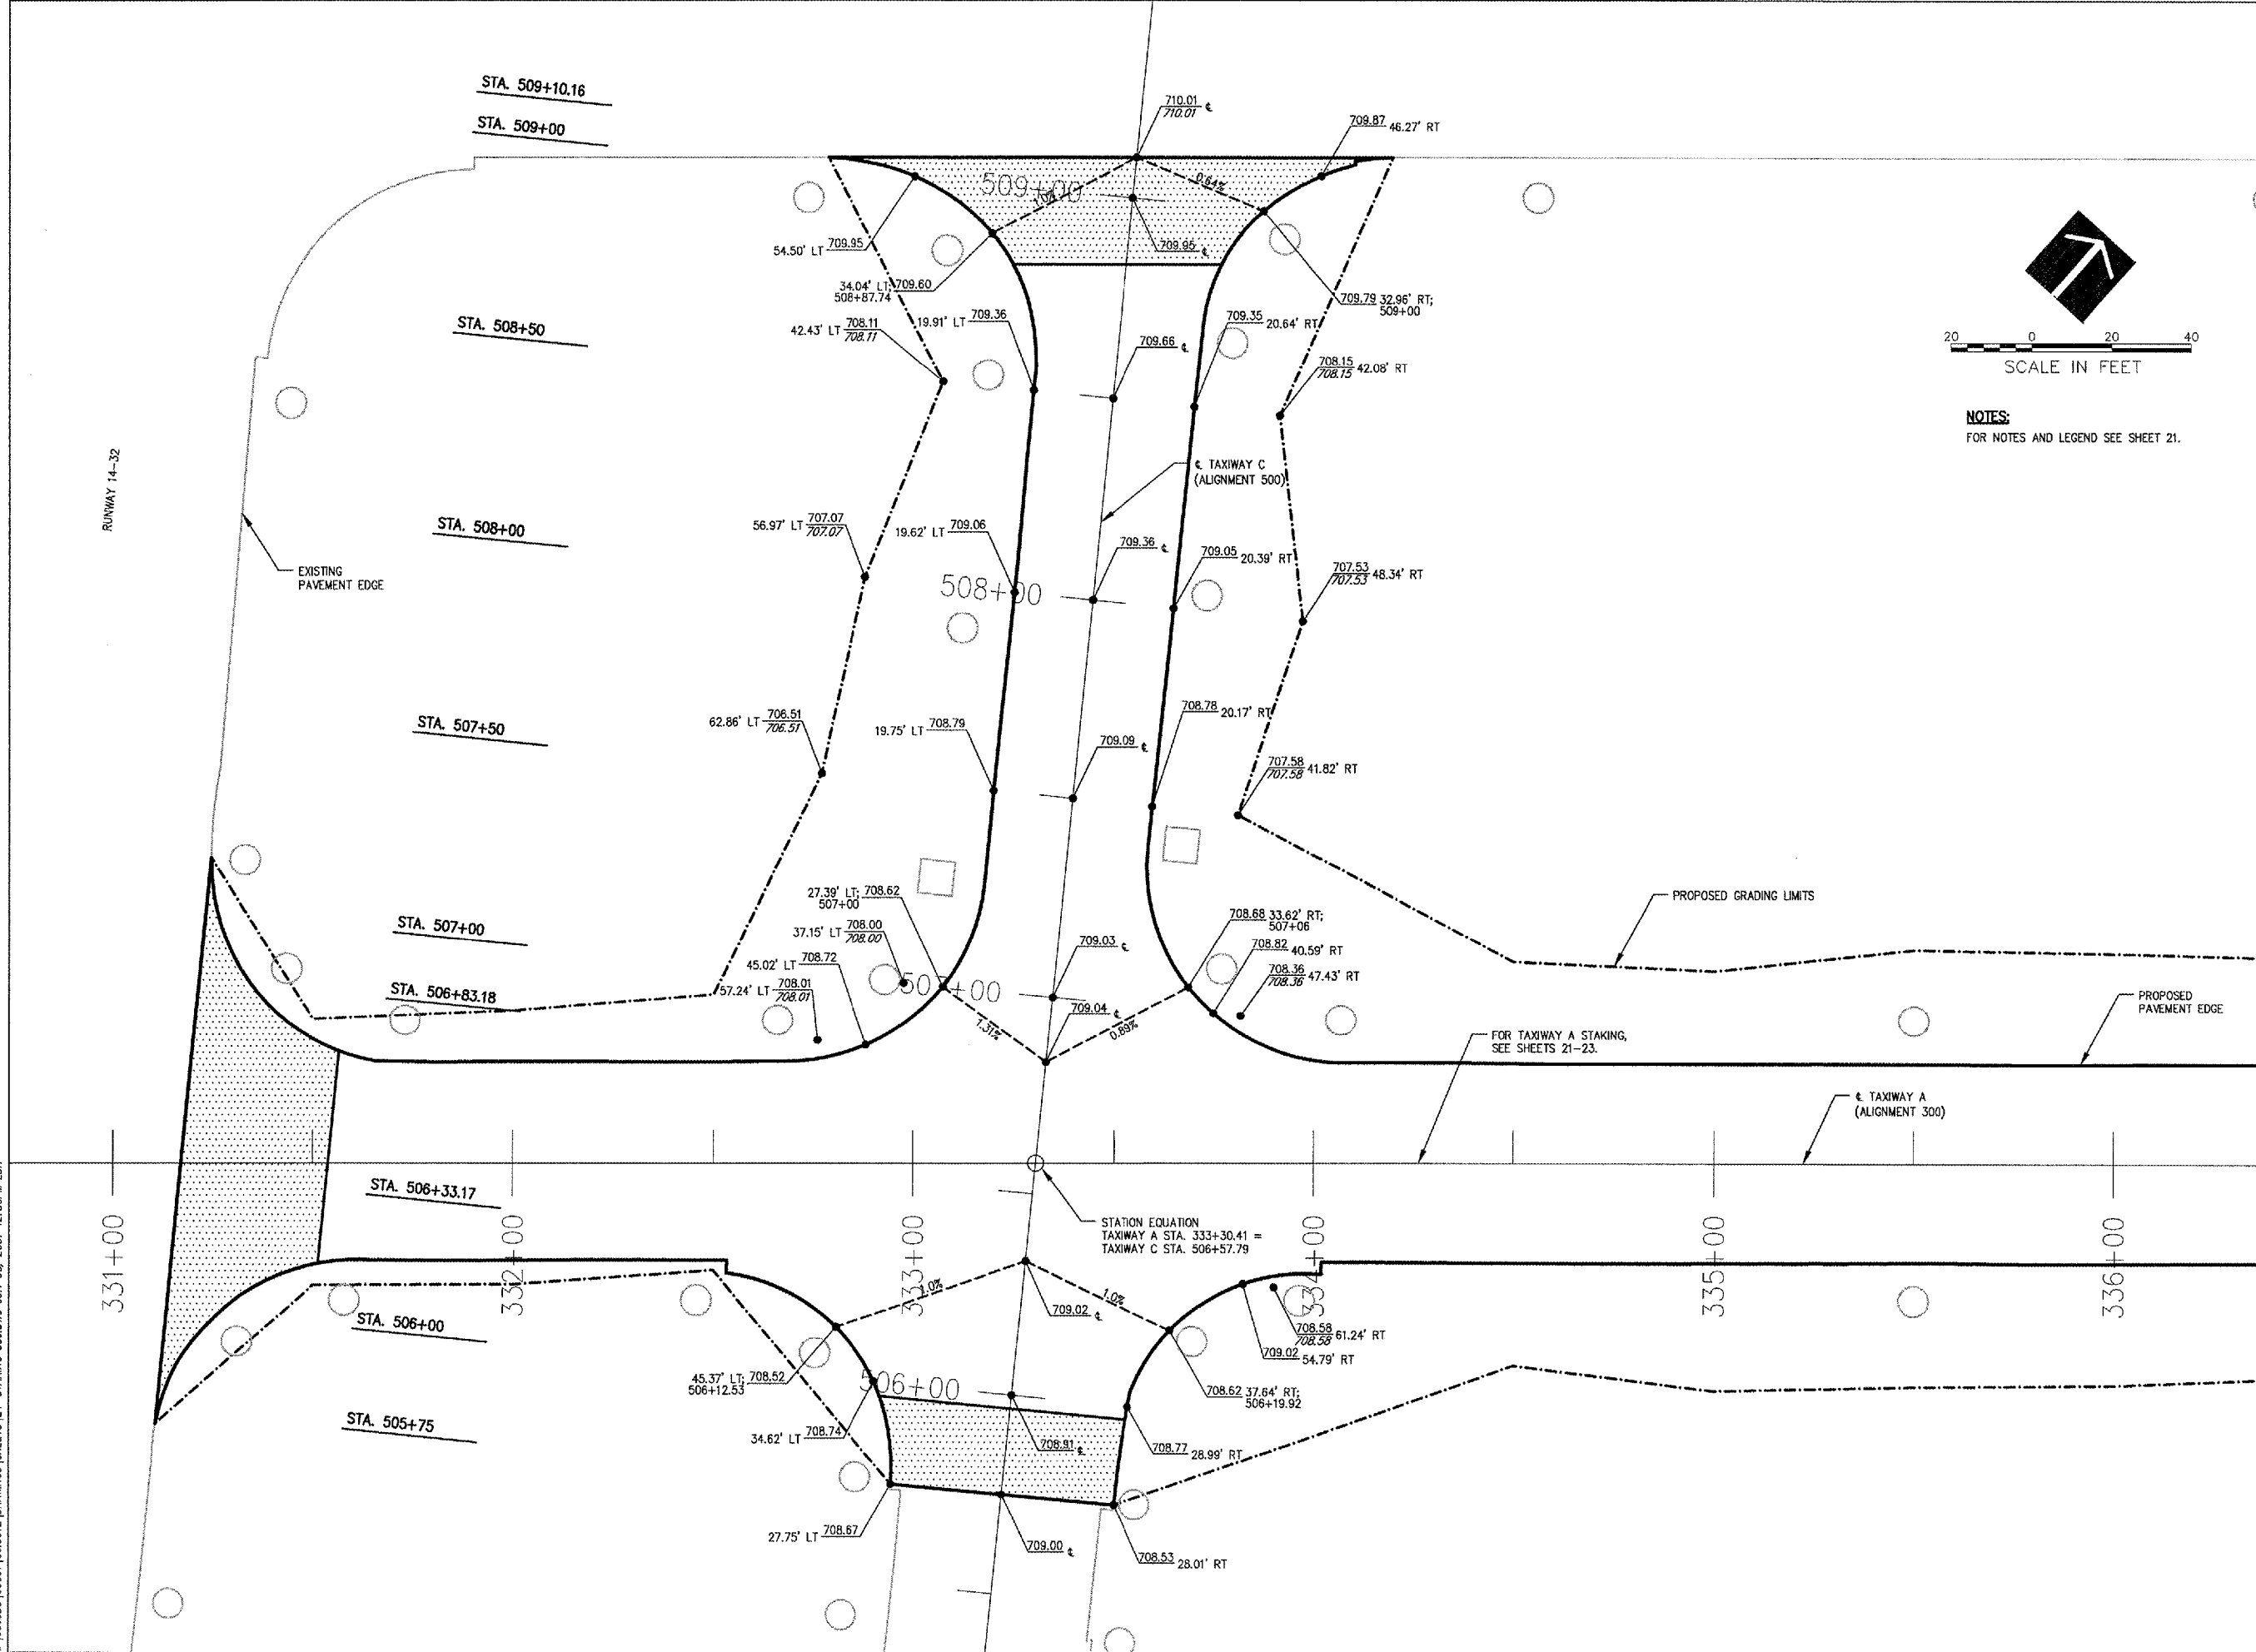 STA. 509+10.16
STA. 509+00
710.01 ℄
710.01
709.87 46.27' RT
509+00
1.0%
0.64%
54.50' LT 709.95
709.95 ℄
34.04' LT; 709.60
508+87.74
709.79 32.96' RT;
509+00
STA. 508+50
42.43' LT 708.11
708.11
19.91' LT 709.36
709.66 ℄
709.35 20.64' RT
708.15 42.08' RT
708.15
20 0 20 40
SCALE IN FEET
NOTES:
FOR NOTES AND LEGEND SEE SHEET 21.
RUNWAY 14-32
℄ TAXIWAY C
(ALIGNMENT 500)
STA. 508+00
56.97' LT 707.07
707.07
19.62' LT 709.06
709.36 ℄
709.05 20.39' RT
707.53 48.34' RT
707.53
EXISTING
PAVEMENT EDGE
508+00
STA. 507+50
62.86' LT 706.51
706.51
19.75' LT 708.79
709.09 ℄
708.78 20.17' RT
707.58 41.82' RT
707.58
PROPOSED GRADING LIMITS
27.39' LT; 708.62
507+00
STA. 507+00
37.15' LT 708.00
708.00
709.03 ℄
708.68 33.62' RT;
507+06
45.02' LT 708.72
708.82 40.59' RT
708.36 47.43' RT
708.36
STA. 506+83.18
57.24' LT 708.01
708.01
507+00
709.04 ℄
1.31%
0.89%
PROPOSED
PAVEMENT EDGE
FOR TAXIWAY A STAKING,
SEE SHEETS 21-23.
℄ TAXIWAY A
(ALIGNMENT 300)
STA. 506+33.17
STATION EQUATION
TAXIWAY A STA. 333+30.41 =
TAXIWAY C STA. 506+57.79
331+00
332+00
333+00
334+00
335+00
336+00
1.0%
1.0%
709.02 ℄
STA. 506+00
708.58 61.24' RT
708.58
709.02 54.79' RT
45.37' LT; 708.52
506+12.53
506+00
708.62 37.64' RT;
506+19.92
STA. 505+75
34.62' LT 708.74
708.91 ℄
708.77 28.99' RT
27.75' LT 708.67
709.00 ℄
708.53 28.01' RT